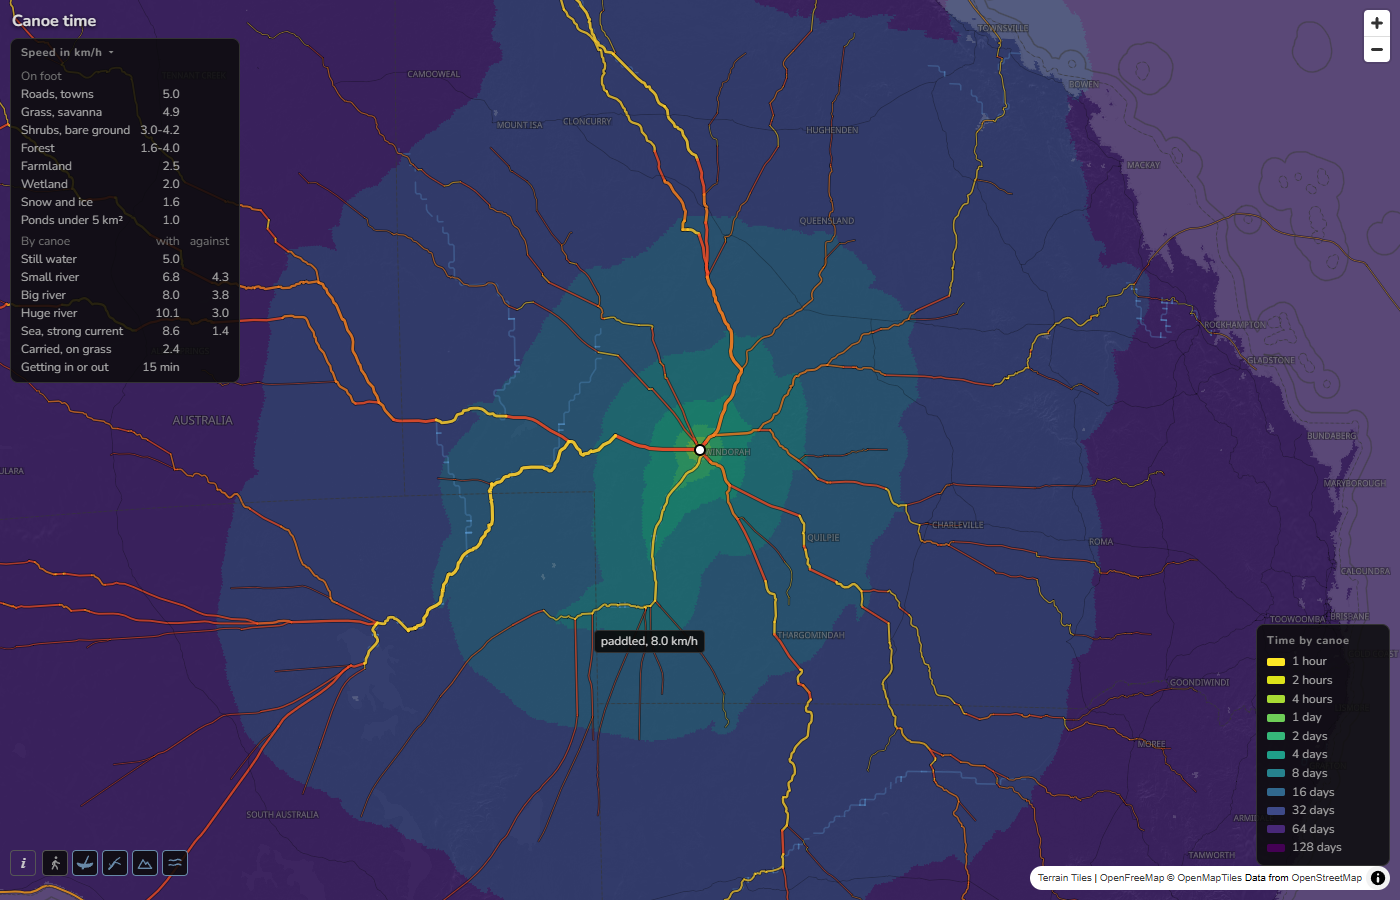 Canoe time
Speed in km/h
On foot
Roads, towns 5.0
Grass, savanna 4.9
Shrubs, bare ground 3.0-4.2
Forest 1.6-4.0
Farmland 2.5
Wetland 2.0
Snow and ice 1.6
Ponds under 5 km² 1.0
By canoe with against
Still water 5.0
Small river 6.8 4.3
Big river 8.0 3.8
Huge river 10.1 3.0
Sea, strong current 8.6 1.4
Carried, on grass 2.4
Getting in or out 15 min
TOWNSVILLE
CAMOOWEAL
BOWEN
MOUNT ISA
CLONCURRY
HUGHENDEN
MACKAY
QUEENSLAND
ROCKHAMPTON
GLADSTONE
AUSTRALIA
BUNDABERG
WINDORAH
ULARA
MARYBOROUGH
CHARLEVILLE
QUILPIE
ROMA
CALOUNDRA
TOOWOOMBA
BRISBANE
THARGOMINDAH
paddled, 8.0 km/h
GOONDIWINDI
MOREE
SOUTH AUSTRALIA
TAMWORTH
Time by canoe
1 hour
2 hours
4 hours
1 day
2 days
4 days
8 days
16 days
32 days
64 days
128 days
Terrain Tiles | OpenFreeMap © OpenMapTiles Data from OpenStreetMap